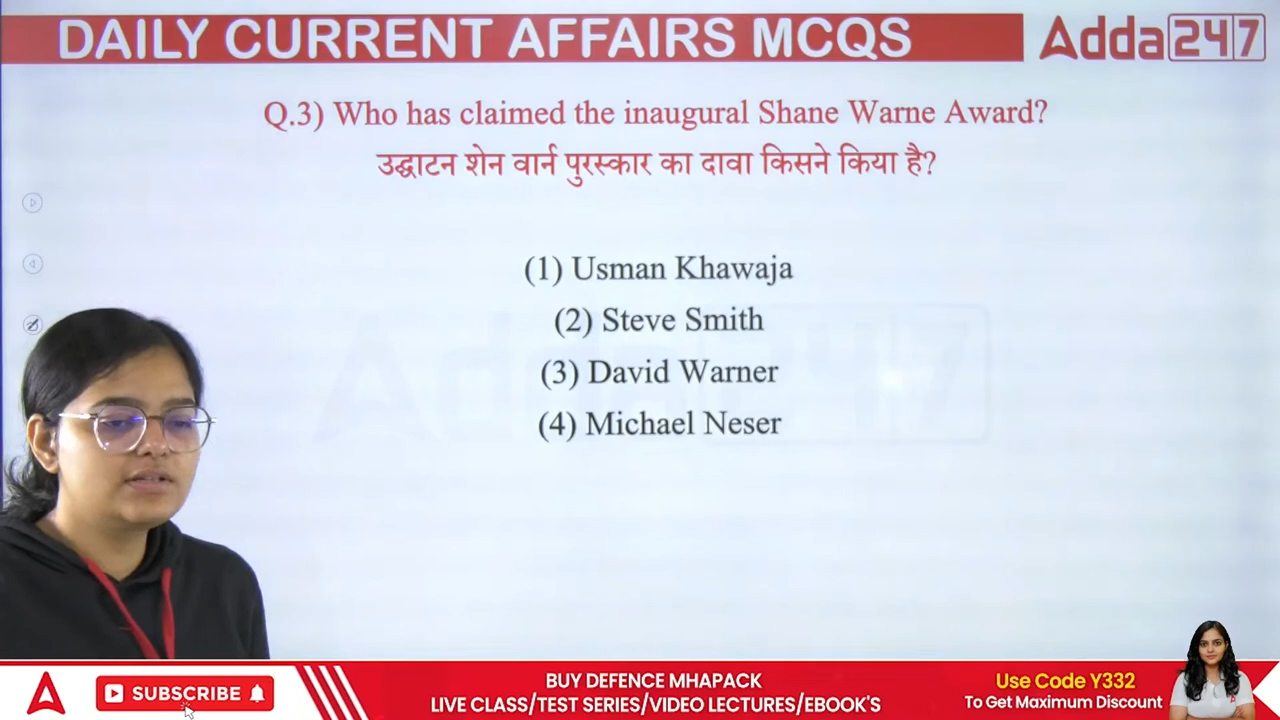 DAILY CURRENT AFFAIRS MCQS
Adda247
Q.3) Who has claimed the inaugural Shane Warne Award?
उद्घाटन शेन वार्न पुरस्कार का दावा किसने किया है?
(1) Usman Khawaja
(2) Steve Smith
(3) David Warner
(4) Michael Neser
Adda247
SUBSCRIBE
BUY DEFENCE MHAPACK
LIVE CLASS/TEST SERIES/VIDEO LECTURES/EBOOK'S
Use Code Y332
To Get Maximum Discount